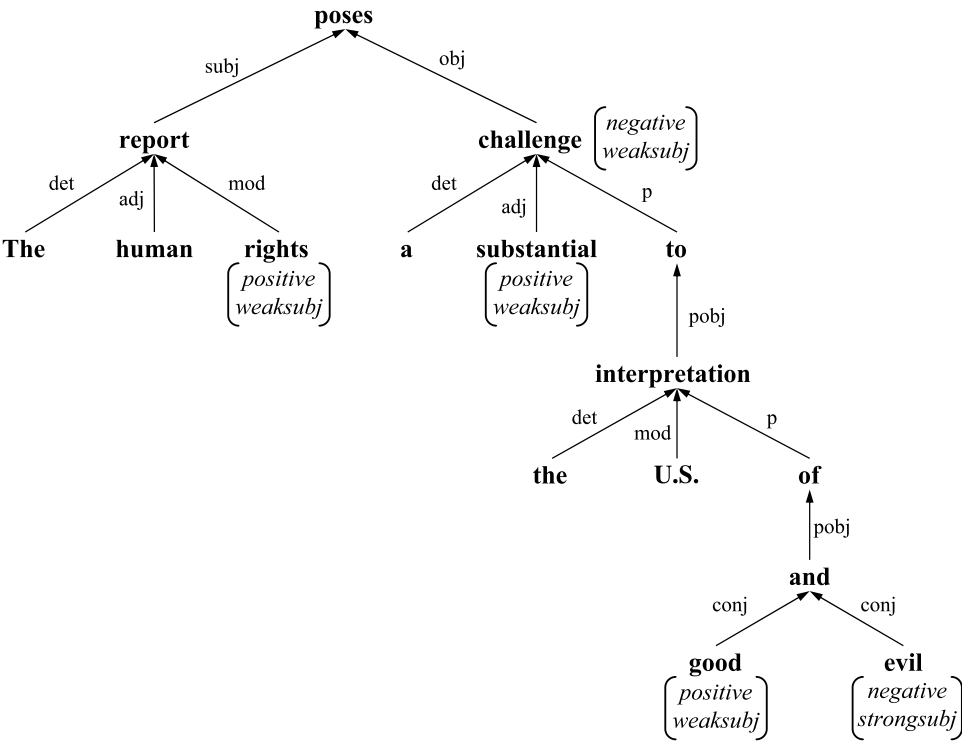 poses
subj
obj
report
challenge
negative
weaksubj
det
adj
mod
det
adj
p
The
human
rights
a
substantial
to
positive
weaksubj
positive
weaksubj
pobj
interpretation
det
mod
p
the
U.S.
of
pobj
and
conj
conj
good
evil
positive
weaksubj
negative
strongsubj